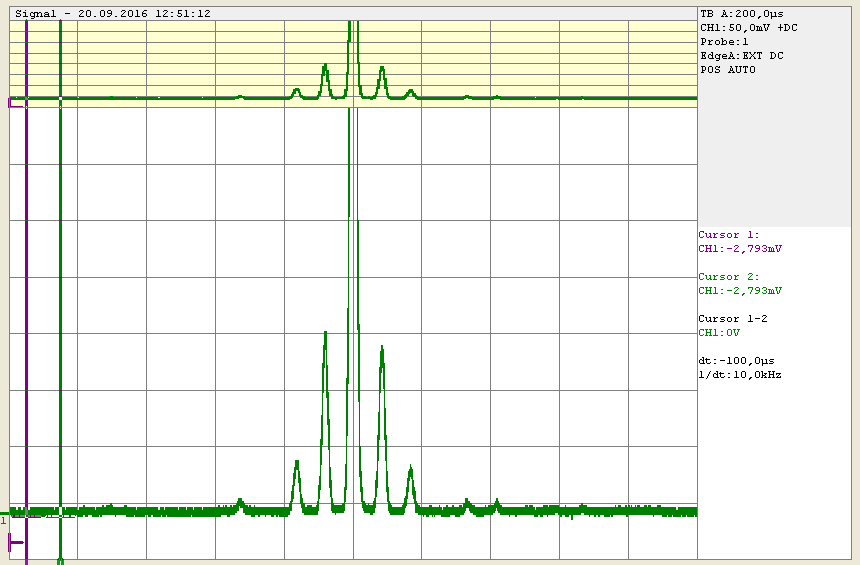 Signal - 20.09.2016 12:51:12
TB A:200,0µs
CH1:50,0mV +DC
Probe:1
EdgeA:EXT DC
POS AUTO
Cursor 1:
CH1:-2,793mV
Cursor 2:
CH1:-2,793mV
Cursor 1-2
CH1:0V
dt:-100,0µs
1/dt:10,0kHz
1